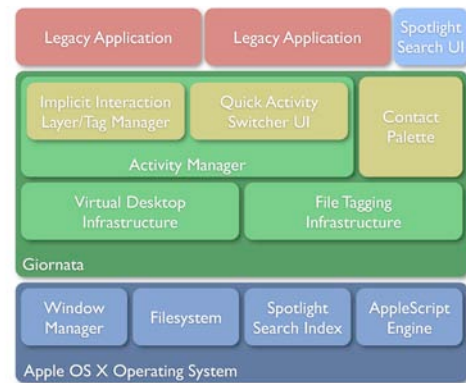 Legacy Application
Legacy Application
Spotlight
Search UI
Implicit Interaction
Layer/Tag Manager
Quick Activity
Switcher UI
Contact
Palette
Activity Manager
Virtual Desktop
Infrastructure
File Tagging
Infrastructure
Giornata
Window
Manager
Filesystem
Spotlight
Search Index
AppleScript
Engine
Apple OS X Operating System